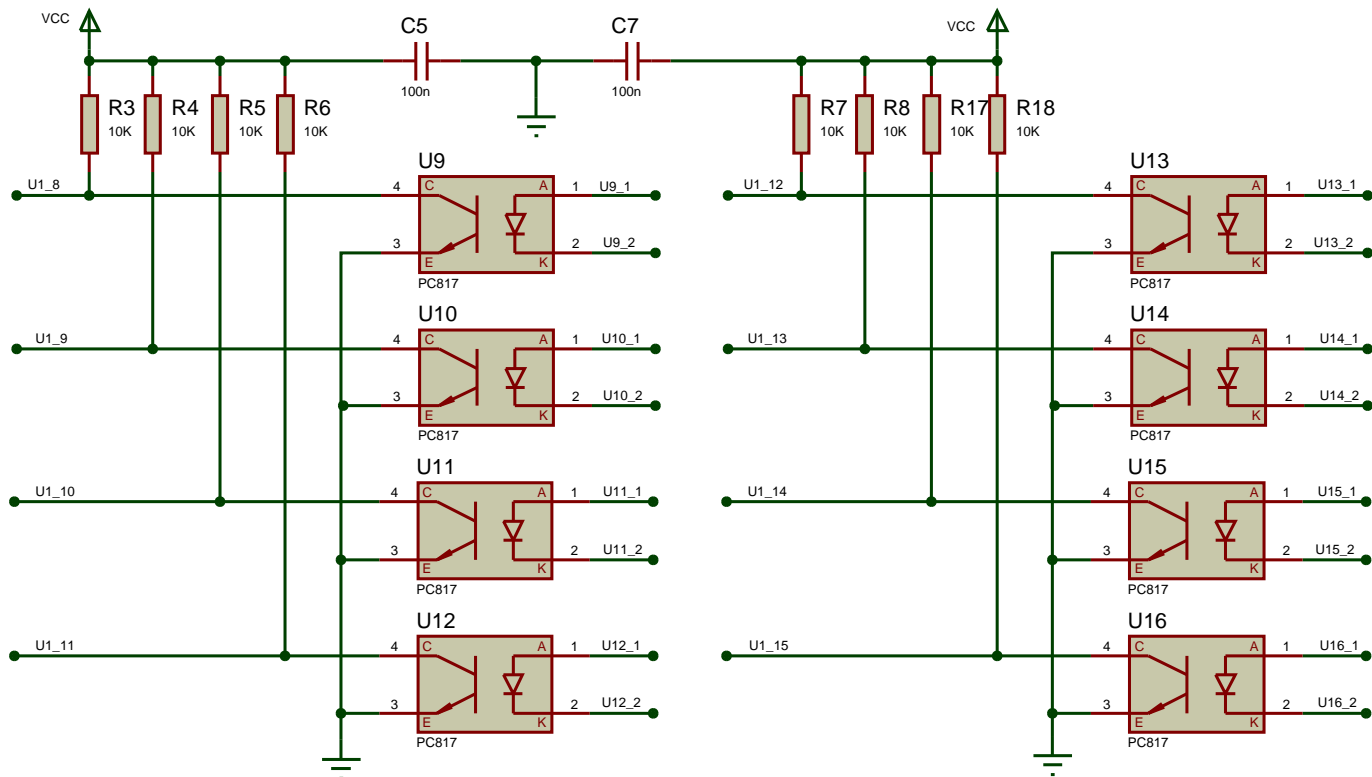 VCC C5 C7 VCC
100n 100n
R3 R4 R5 R6 R7 R8 R17 R18
10K 10K 10K 10K 10K 10K 10K 10K
U9 U13
U1_8 4 C A 1 U9_1 U1_12 4 C A 1 U13_1
3 E K 2 U9_2 3 E K 2 U13_2
PC817 PC817
U10 U14
U1_9 4 C A 1 U10_1 U1_13 4 C A 1 U14_1
3 E K 2 U10_2 3 E K 2 U14_2
PC817 PC817
U11 U15
U1_10 4 C A 1 U11_1 U1_14 4 C A 1 U15_1
3 E K 2 U11_2 3 E K 2 U15_2
PC817 PC817
U12 U16
U1_11 4 C A 1 U12_1 U1_15 4 C A 1 U16_1
3 E K 2 U12_2 3 E K 2 U16_2
PC817 PC817